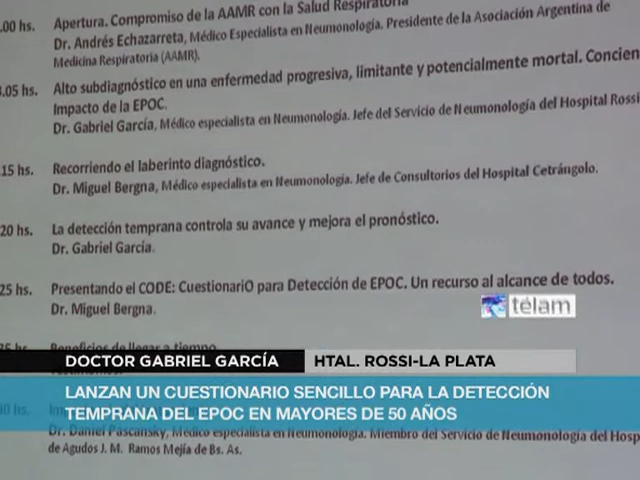 .00 hs. Apertura. Compromiso de la AAMR con la Salud Respiratoria
Dr. Andrés Echazarreta, Médico Especialista en Neumonología. Presidente de la Asociación Argentina de
Medicina Respiratoria (AAMR).
.05 hs. Alto subdiagnóstico en una enfermedad progresiva, limitante y potencialmente mortal. Concien
Impacto de la EPOC.
Dr. Gabriel García, Médico especialista en Neumonología. Jefe del Servicio de Neumonología del Hospital Rossi
.15 hs. Recorriendo el laberinto diagnóstico.
Dr. Miguel Bergna, Médico especialista en Neumonología. Jefe de Consultorios del Hospital Cetrángolo.
20 hs. La detección temprana controla su avance y mejora el pronóstico.
Dr. Gabriel García.
25 hs. Presentando el CODE: CuestionariO para Detección de EPOC. Un recurso al alcance de todos.
Dr. Miguel Bergna.
télam
Beneficios de llegar a tiempo
DOCTOR GABRIEL GARCÍA HTAL. ROSSI-LA PLATA
LANZAN UN CUESTIONARIO SENCILLO PARA LA DETECCIÓN
TEMPRANA DEL EPOC EN MAYORES DE 50 AÑOS
Dr. Daniel Pascansky, Médico especialista en Neumonología. Miembro del Servicio de Neumonología del Hosp
de Agudos J. M. Ramos Mejía de Bs. As.